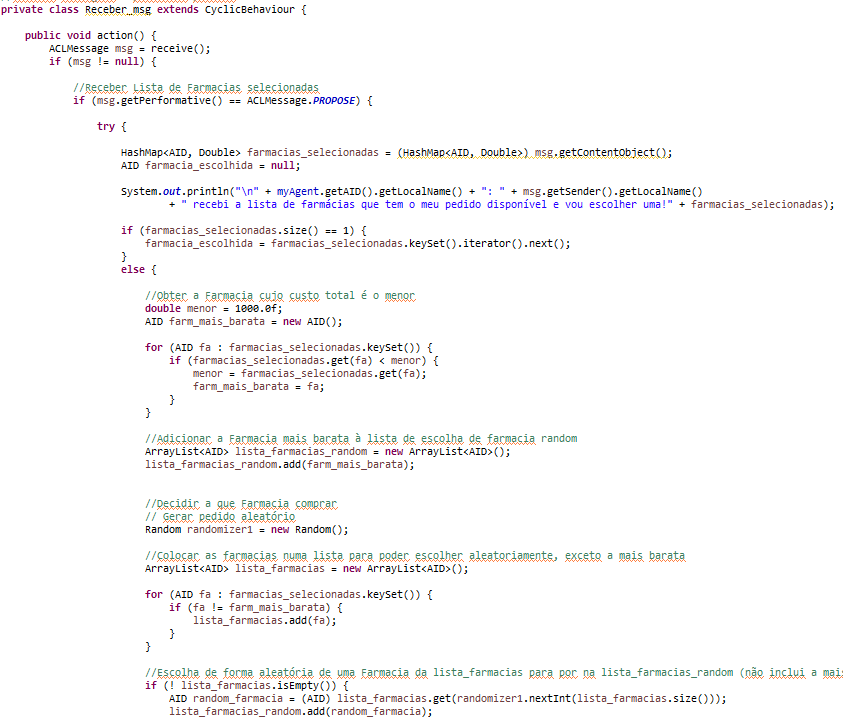 private class Receber_msg extends CyclicBehaviour {
public void action() {
ACLMessage msg = receive();
if (msg != null) {
//Receber Lista de Farmacias selecionadas
if (msg.getPerformative() == ACLMessage.PROPOSE) {
try {
HashMap<AID, Double> farmacias_selecionadas = (HashMap<AID, Double>) msg.getContentObject();
AID farmacia_escolhida = null;
System.out.println("\n" + myAgent.getAID().getLocalName() + ": " + msg.getSender().getLocalName()
+ " recebi a lista de farmácias que tem o meu pedido disponível e vou escolher uma!" + farmacias_selecionadas);
if (farmacias_selecionadas.size() == 1) {
farmacia_escolhida = farmacias_selecionadas.keySet().iterator().next();
}
else {
//Obter a Farmacia cujo custo total é o menor
double menor = 1000.0f;
AID farm_mais_barata = new AID();
for (AID fa : farmacias_selecionadas.keySet()) {
if (farmacias_selecionadas.get(fa) < menor) {
menor = farmacias_selecionadas.get(fa);
farm_mais_barata = fa;
}
}
//Adicionar a Farmacia mais barata à lista de escolha de farmacia random
ArrayList<AID> lista_farmacias_random = new ArrayList<AID>();
lista_farmacias_random.add(farm_mais_barata);
//Decidir a que Farmacia comprar
// Gerar pedido aleatório
Random randomizer1 = new Random();
//Colocar as farmacias numa lista para poder escolher aleatoriamente, exceto a mais barata
ArrayList<AID> lista_farmacias = new ArrayList<AID>();
for (AID fa : farmacias_selecionadas.keySet()) {
if (fa != farm_mais_barata) {
lista_farmacias.add(fa);
}
}
//Escolha de forma aleatória de uma Farmacia da lista_farmacias para por na lista_farmacias_random (não inclui a mais
if (! lista_farmacias.isEmpty()) {
AID random_farmacia = (AID) lista_farmacias.get(randomizer1.nextInt(lista_farmacias.size()));
lista_farmacias_random.add(random_farmacia);